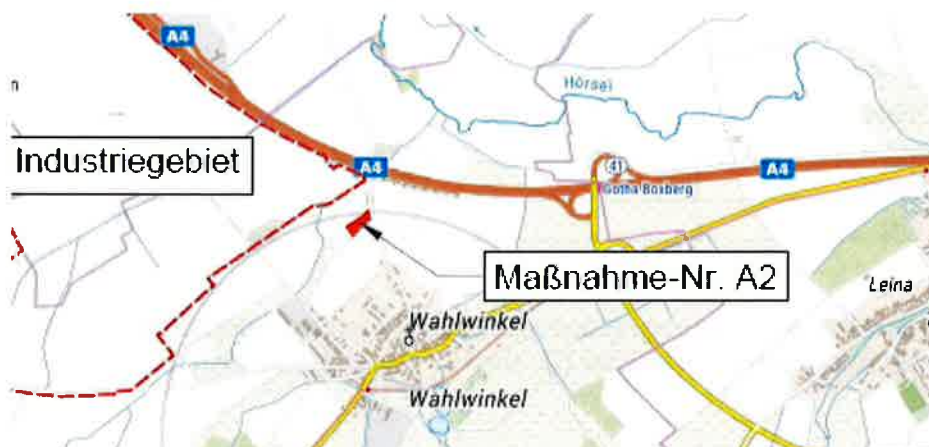 A4
Hörsel
n
Industriegebiet
A4
41
A4
Gotha Boxberg
Maßnahme-Nr. A2
Leina
Wahlwinkel
Wahlwinkel